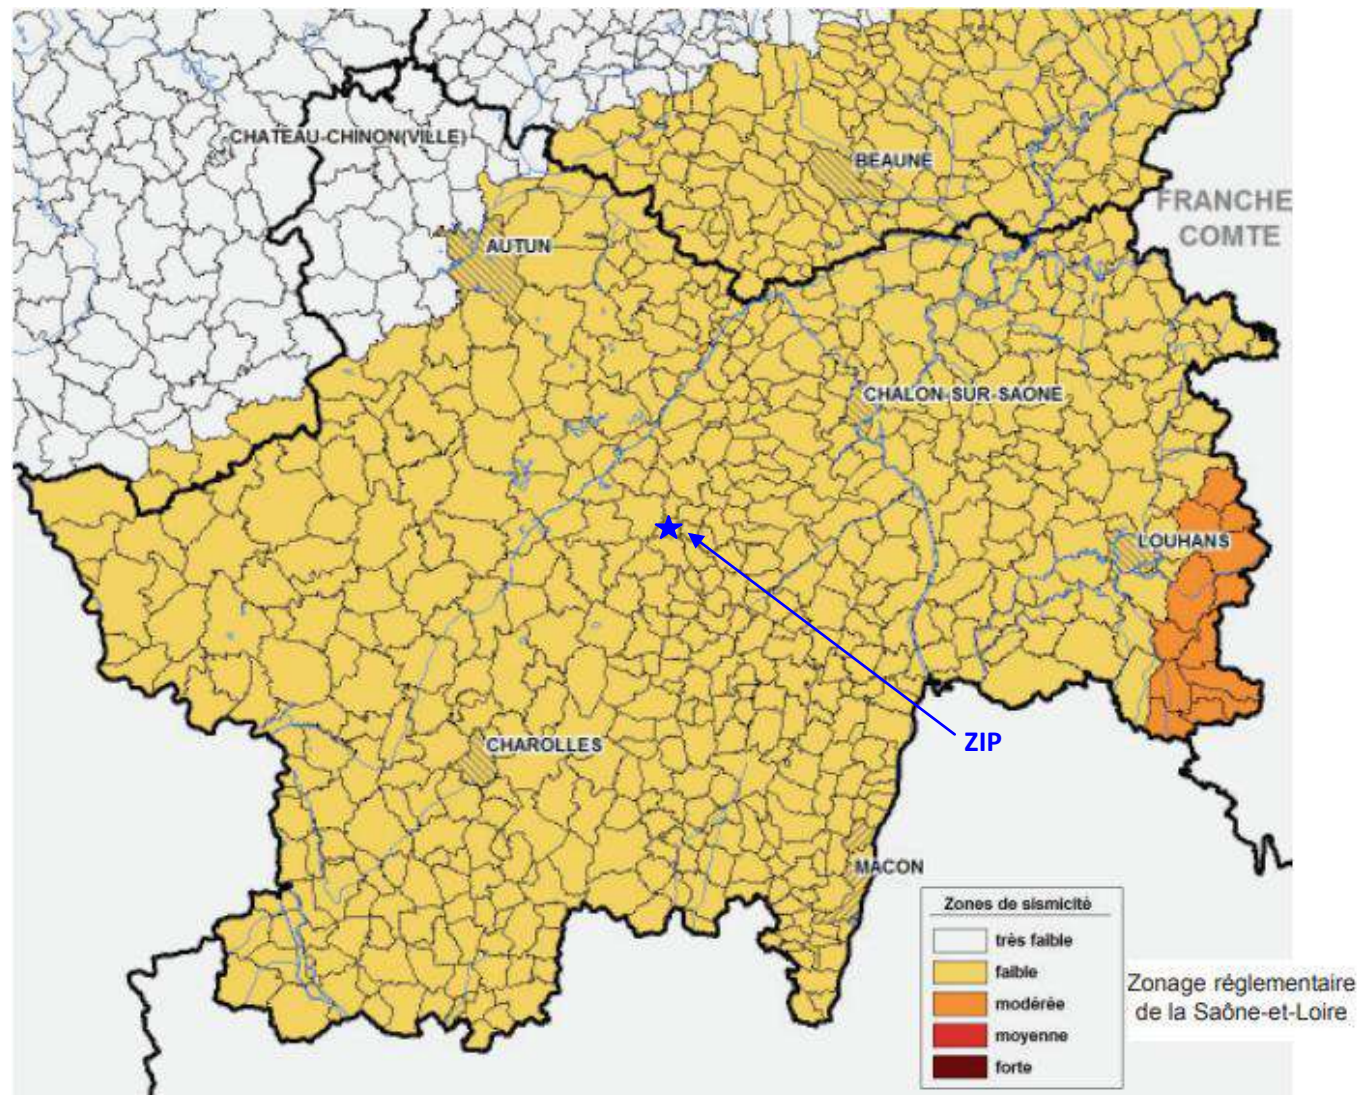 CHATEAU-CHINON(VILLE)
BEAUNE
FRANCHE
COMTE
AUTUN
CHALON-SUR-SAONE
LOUHANS
ZIP
CHAROLLES
MACON
Zones de sismicité
très faible
faible
modérée
moyenne
forte
Zonage réglementaire
de la Saône-et-Loire